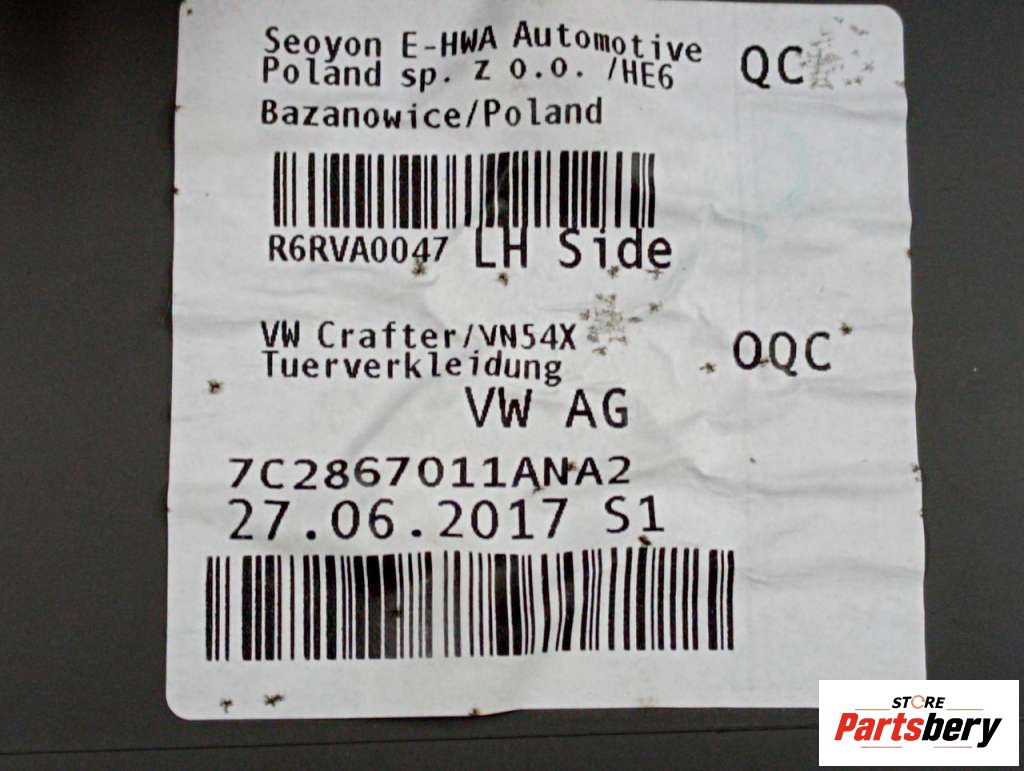 Seoyon E-HWA Automotive
Poland sp. z o.o. /HE6
QC
Bazanowice/Poland
R6RVA0047 LH Side
VW Crafter/VN54X
Tuerverkleidung
OQC
VW AG
7C2867011ANA2
27.06.2017 S1
STORE
Partsbery